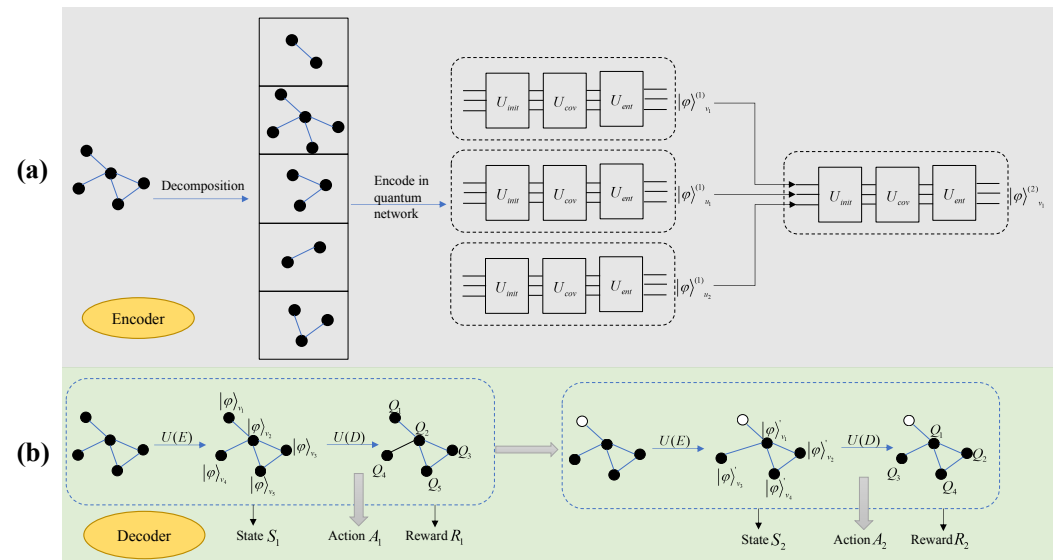 (a)
Decomposition
Encode in
quantum
network
U_init
U_cov
U_ent
|φ⟩^(1)_v₁
U_init
U_cov
U_ent
|φ⟩^(1)_u₁
U_init
U_cov
U_ent
|φ⟩^(1)_u₂
U_init
U_cov
U_ent
|φ⟩^(2)_v₁
Encoder
(b)
U(E)
|φ⟩_v₁
|φ⟩_v₂
|φ⟩_v₃
|φ⟩_v₄
|φ⟩_v₅
U(D)
Q₁
Q₂
Q₃
Q₄
Q₅
U(E)
|φ⟩'_v₁
|φ⟩'_v₂
|φ⟩'_v₃
|φ⟩'_v₄
U(D)
Q₁
Q₂
Q₃
Q₄
Decoder
State S₁
Action A₁
Reward R₁
State S₂
Action A₂
Reward R₂